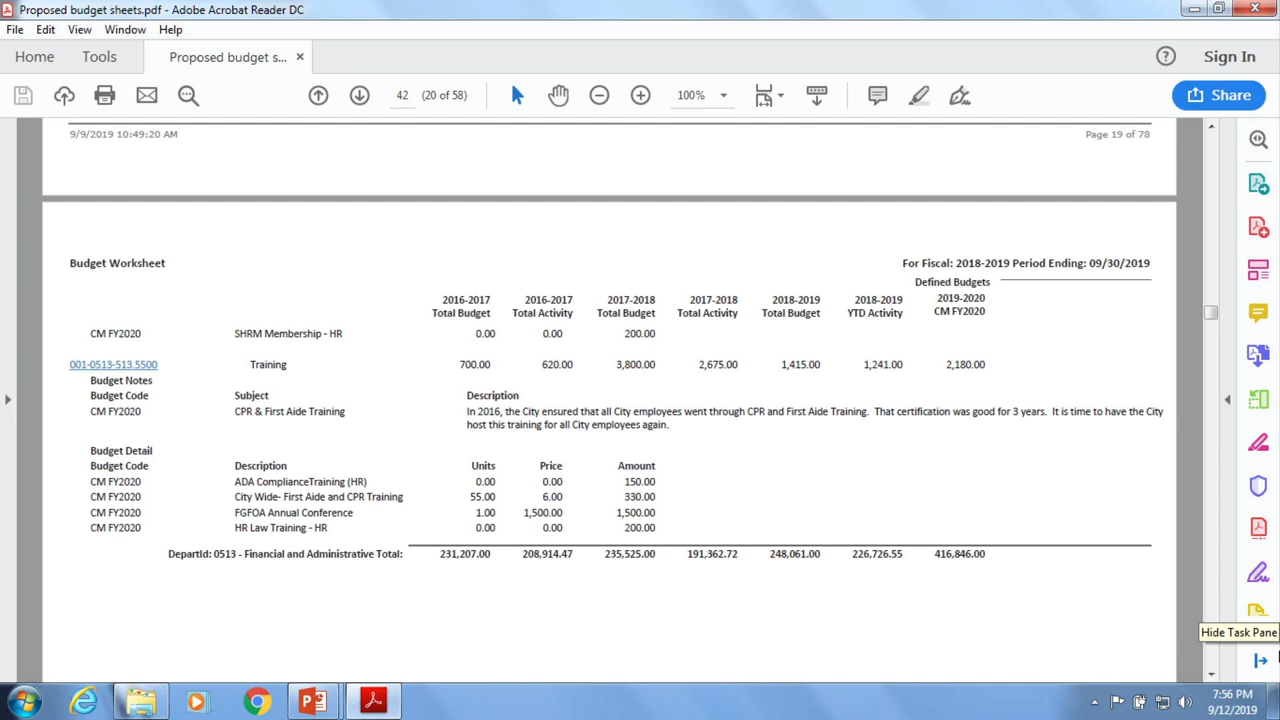 Proposed budget sheets.pdf - Adobe Acrobat Reader DC
File Edit View Window Help
Home Tools Proposed budget s... × Sign In
42 (20 of 58) 100% Share
9/9/2019 10:49:20 AM Page 19 of 78
Budget Worksheet For Fiscal: 2018-2019 Period Ending: 09/30/2019
Defined Budgets
2016-2017 2016-2017 2017-2018 2017-2018 2018-2019 2018-2019 2019-2020
Total Budget Total Activity Total Budget Total Activity Total Budget YTD Activity CM FY2020
CM FY2020 SHRM Membership - HR 0.00 0.00 200.00
001-0513-513.5500 Training 700.00 620.00 3,800.00 2,675.00 1,415.00 1,241.00 2,180.00
Budget Notes
Budget Code Subject Description
CM FY2020 CPR & First Aide Training In 2016, the City ensured that all City employees went through CPR and First Aide Training. That certification was good for 3 years. It is time to have the City
host this training for all City employees again.
Budget Detail
Budget Code Description Units Price Amount
CM FY2020 ADA ComplianceTraining (HR) 0.00 0.00 150.00
CM FY2020 City Wide- First Aide and CPR Training 55.00 6.00 330.00
CM FY2020 FGFOA Annual Conference 1.00 1,500.00 1,500.00
CM FY2020 HR Law Training - HR 0.00 0.00 200.00
DepartId: 0513 - Financial and Administrative Total: 231,207.00 208,914.47 235,525.00 191,362.72 248,061.00 226,726.55 416,846.00
Hide Task Pane
7:56 PM
9/12/2019